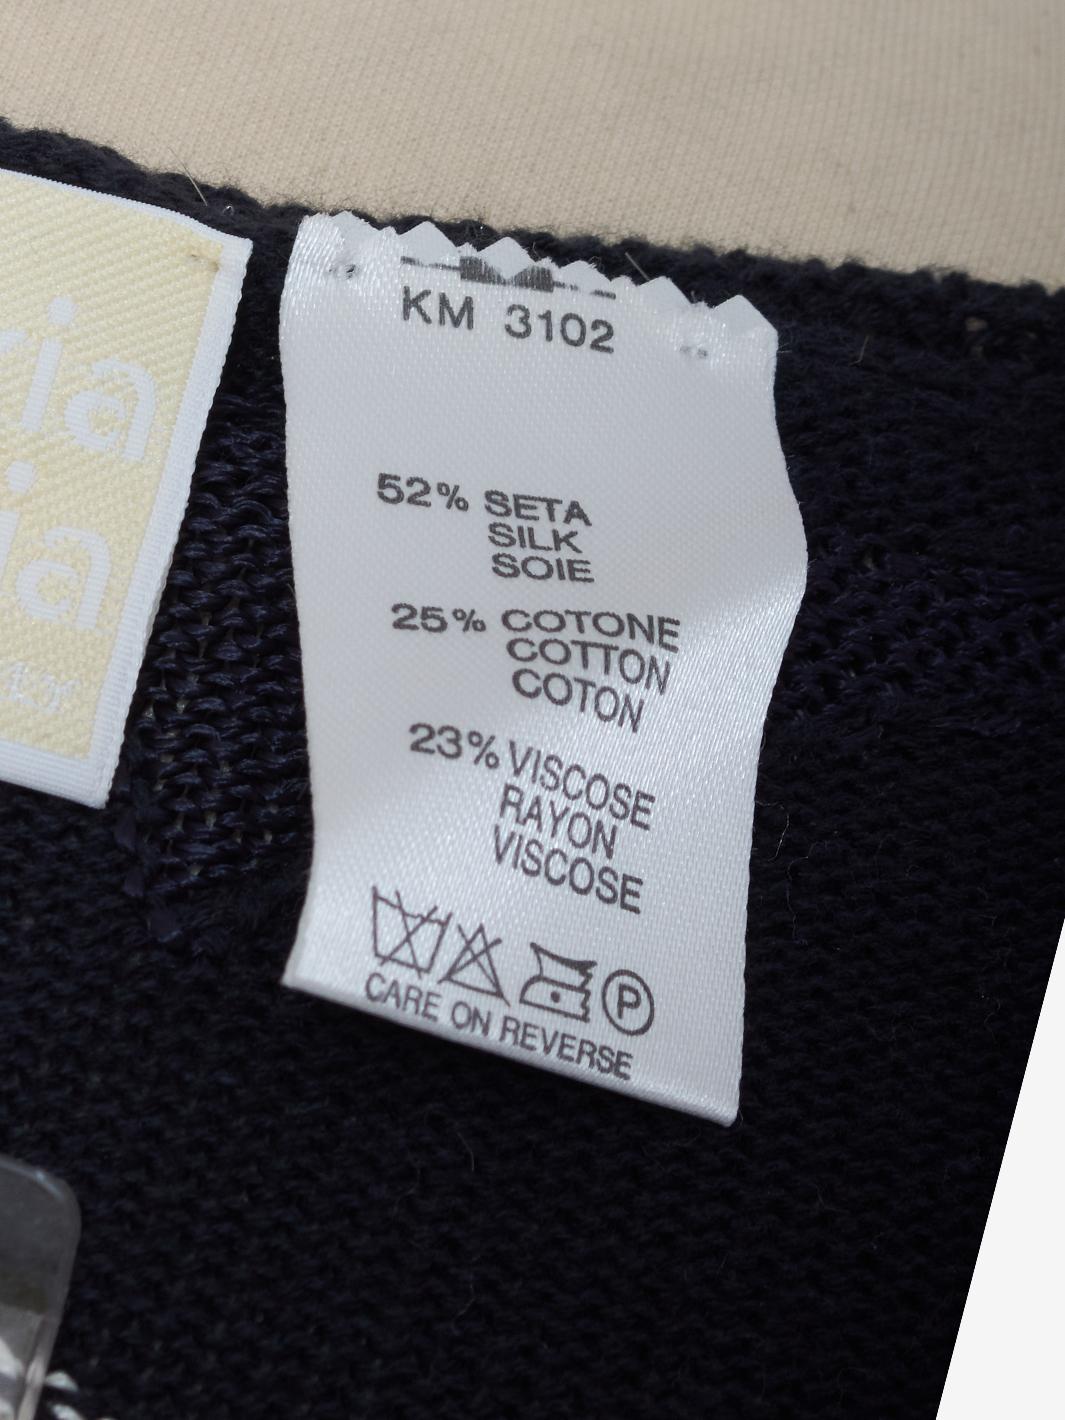 KM 3102
52% SETA
SILK
SOIE
25% COTONE
COTTON
COTON
23% VISCOSE
RAYON
VISCOSE
P
CARE ON REVERSE